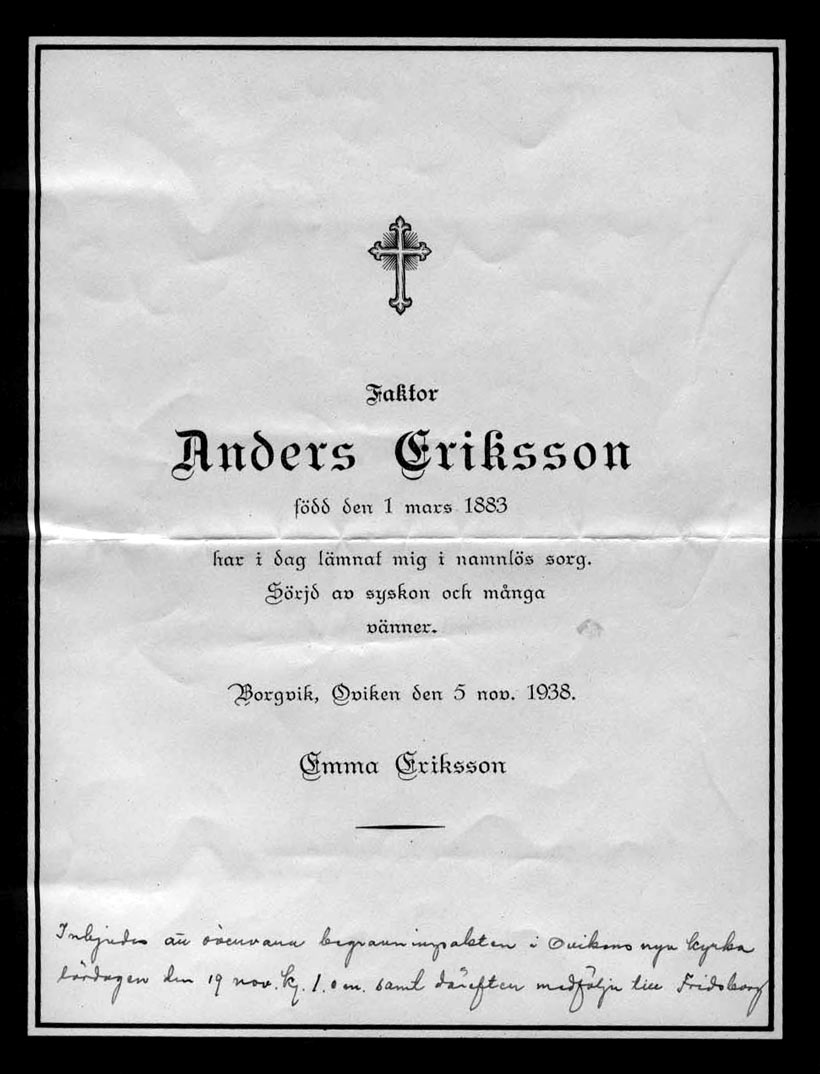 Faktor
Anders Eriksson
född den 1 mars 1883
har i dag lämnat mig i namnlös sorg.
Sörjd av syskon och många
vänner.
Borgvik, Oviken den 5 nov. 1938.
Emma Eriksson
Inbjudes att övervara begravningsakten i Ovikens nya kyrka
lördagen den 19 nov. kl. 1. e m. samt därefter medfölja till Fridsborg